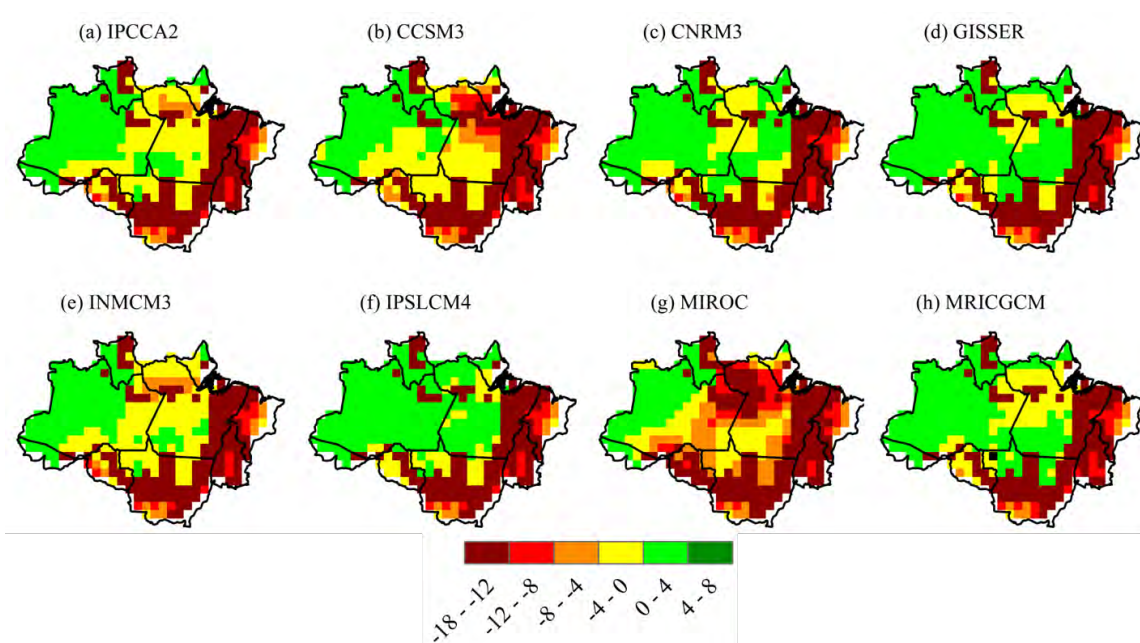 (a) IPCCA2
(b) CCSM3
(c) CNRM3
(d) GISSER
(e) INMCM3
(f) IPSLCM4
(g) MIROC
(h) MRICGCM
-18 - -12
-12 - -8
-8 - -4
-4 - 0
0 - 4
4 - 8